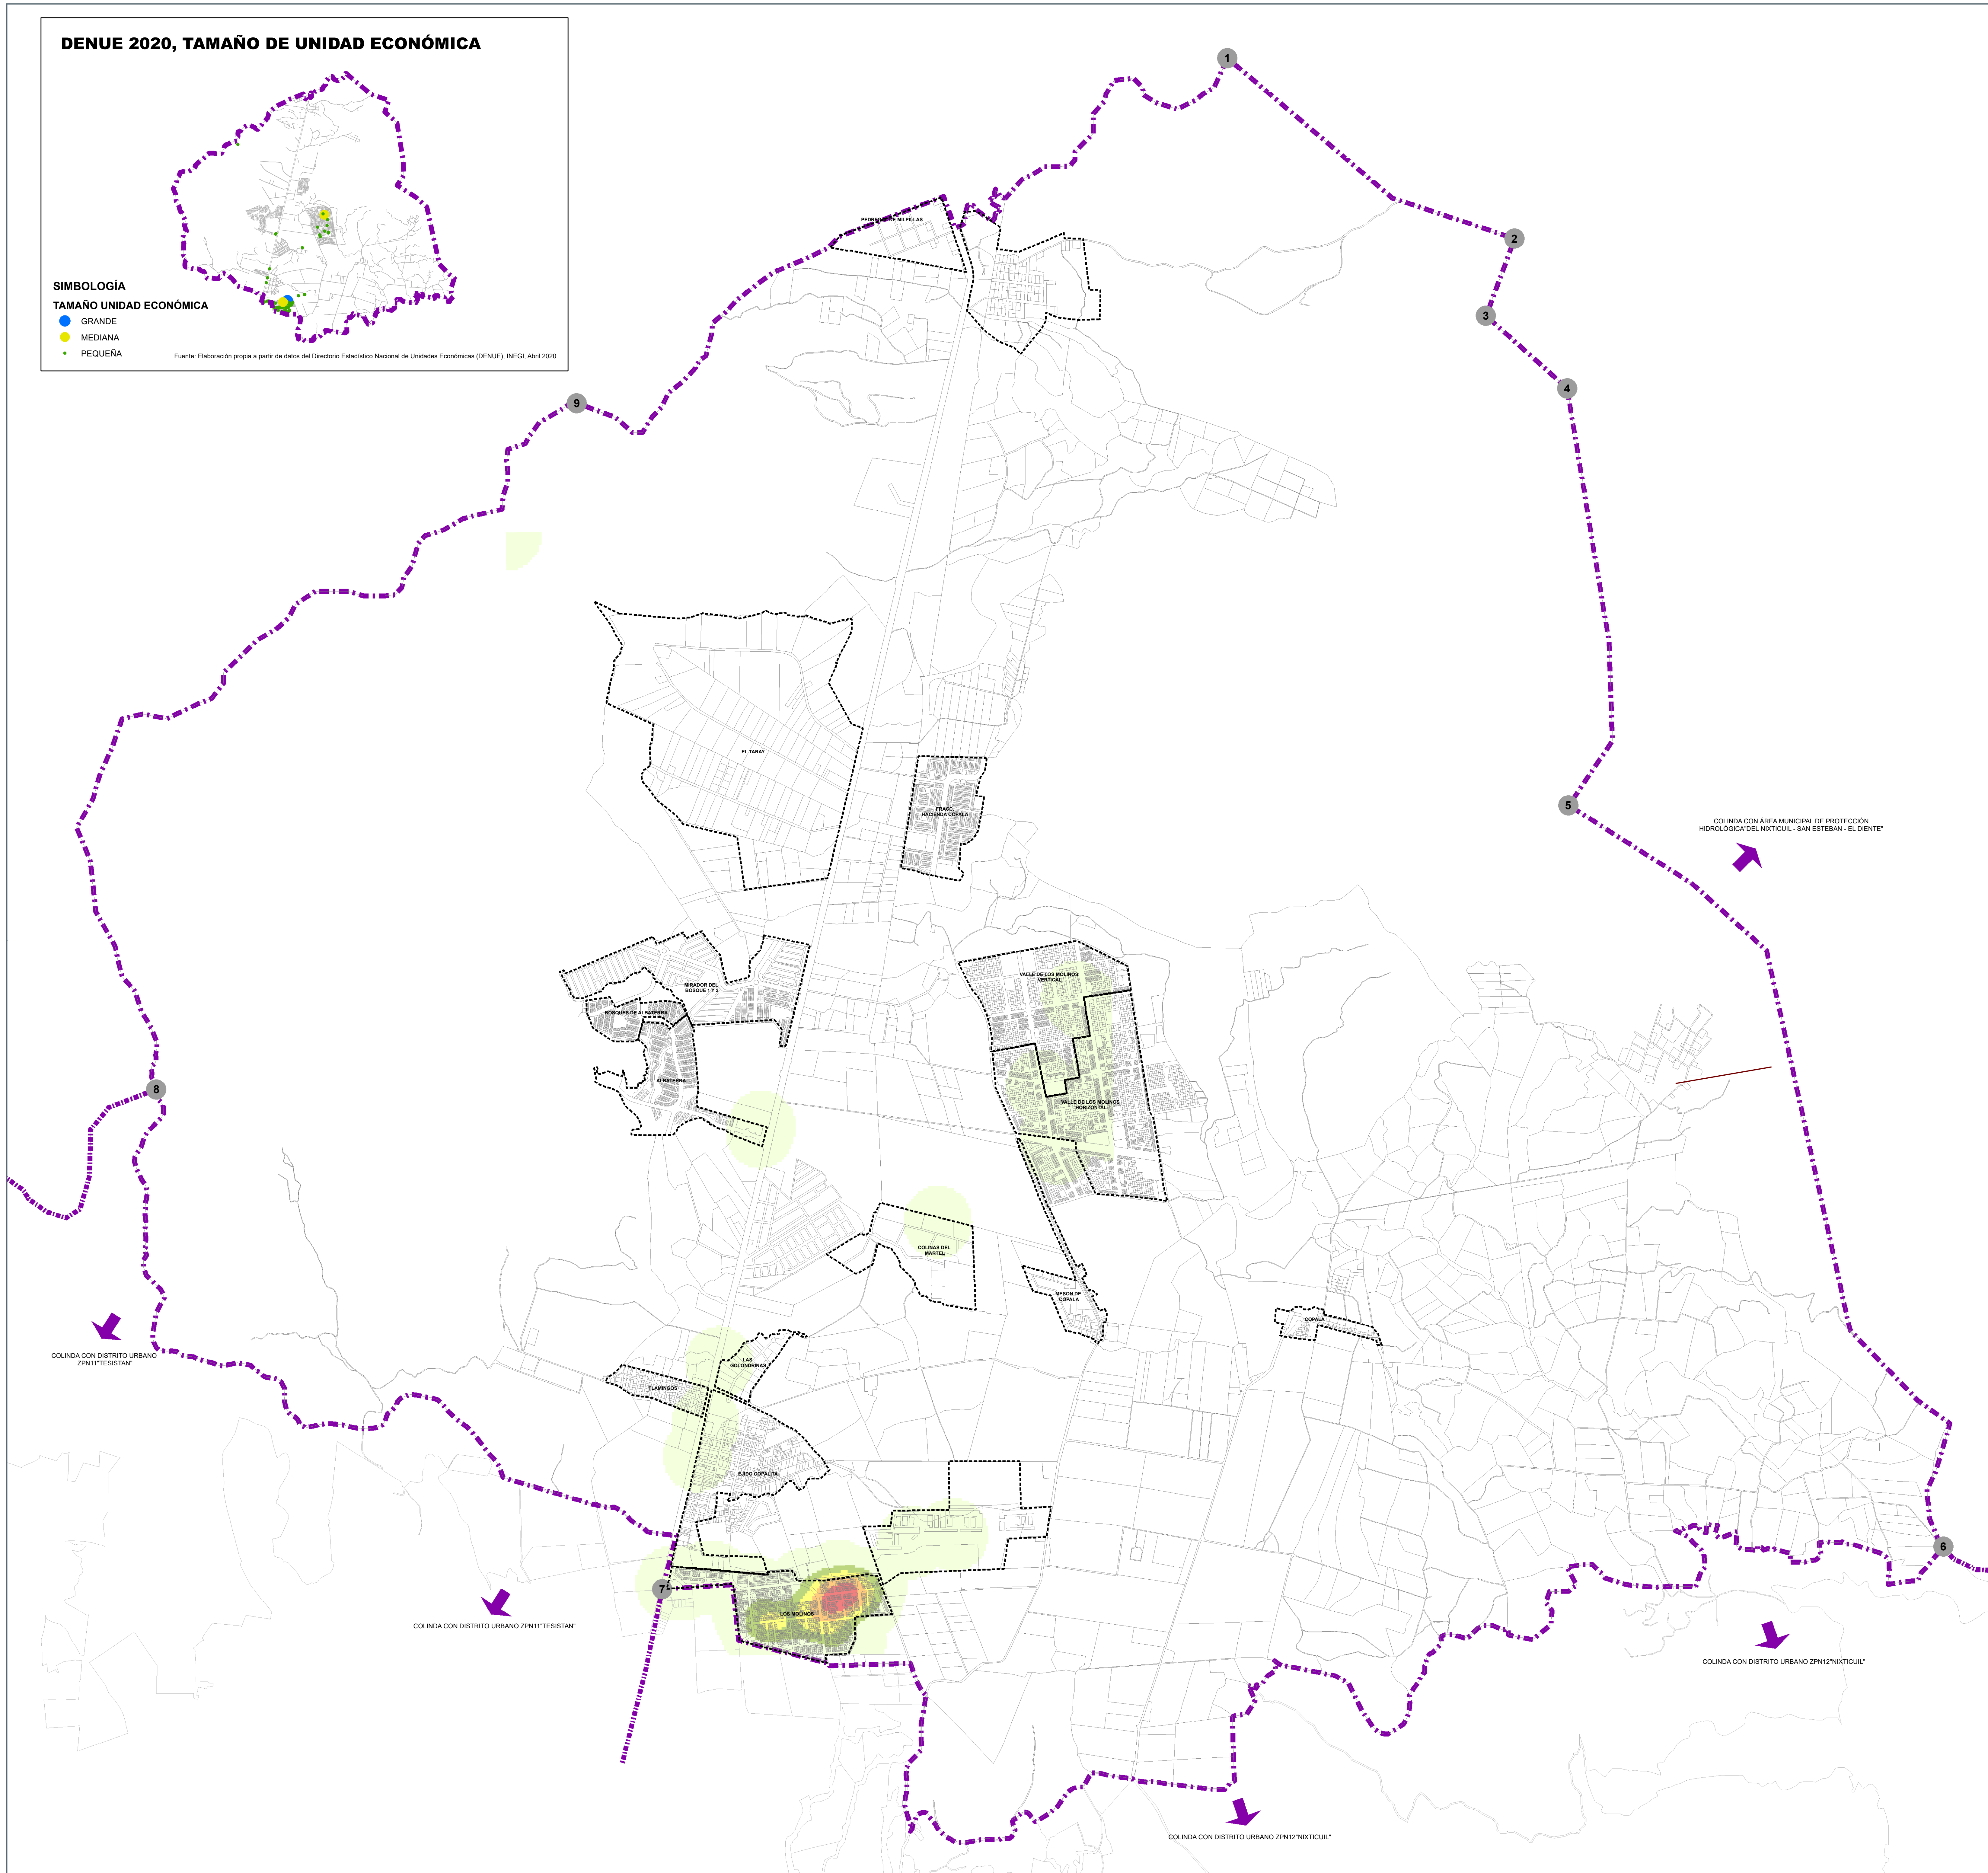 DENUE 2020, TAMAÑO DE UNIDAD ECONÓMICA
SIMBOLOGÍA
TAMAÑO UNIDAD ECONÓMICA
GRANDE
MEDIANA
PEQUEÑA
Fuente: Elaboración propia a partir de datos del Directorio Estadístico Nacional de Unidades Económicas (DENUE), INEGI, Abril 2020
1
PEDREGAL DE MILPILLAS
2
3
4
9
EL TARAY
5
FRACC.
HACIENDA COPALA
COLINDA CON ÁREA MUNICIPAL DE PROTECCIÓN
HIDROLÓGICA"DEL NIXTICUIL - SAN ESTEBAN - EL DIENTE"
VALLE DE LOS MOLINOS
VERTICAL
MIRADOR DEL
BOSQUE 1 Y 2
BOSQUES DE ALBATERRA
ALBATERRA
8
VALLE DE LOS MOLINOS
HORIZONTAL
COLINAS DEL
MARTEL
MESON DE
COPALA
COPALA
COLINDA CON DISTRITO URBANO
ZPN11"TESISTAN"
LAS
GOLONDRINAS
FLAMINGOS
EJIDO COPALITA
6
7
LOS MOLINOS
COLINDA CON DISTRITO URBANO ZPN11"TESISTAN"
COLINDA CON DISTRITO URBANO ZPN12"NIXTICUIL"
COLINDA CON DISTRITO URBANO ZPN12"NIXTICUIL"